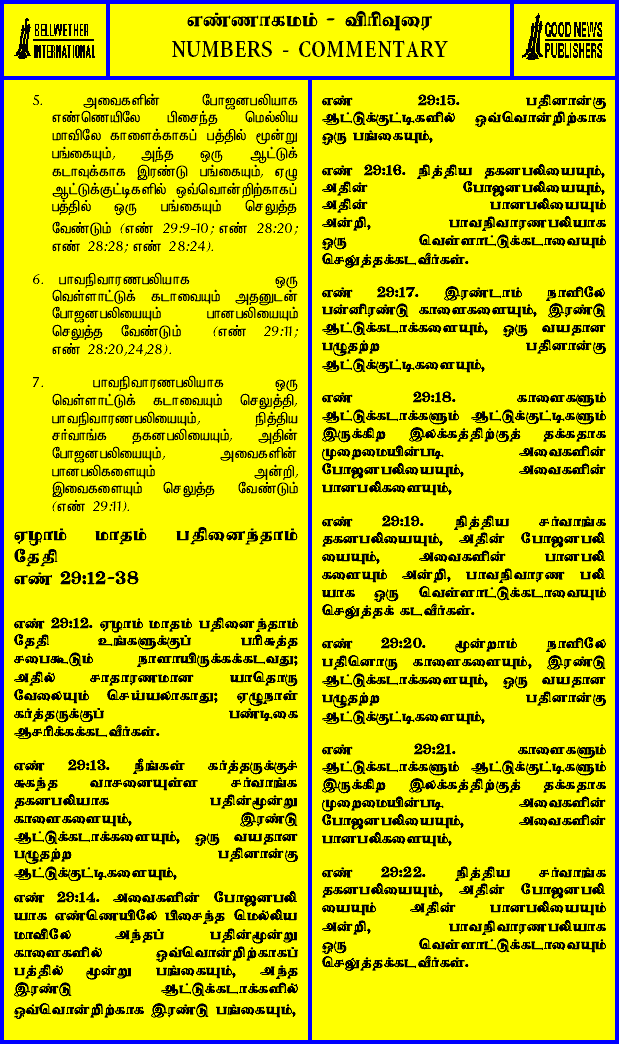 BELLWETHER
INTERNATIONAL
எண்ணாகமம் - விரிவுரை
NUMBERS - COMMENTARY
GOOD NEWS
PUBLISHERS
5. அவைகளின் போஜனபலியாக
எண்ணெயிலே பிசைந்த மெல்லிய
மாவிலே காளைக்காகப் பத்தில் மூன்று
பங்கையும், அந்த ஒரு ஆட்டுக்
கடாவுக்காக இரண்டு பங்கையும், ஏழு
ஆட்டுக்குட்டிகளில் ஒவ்வொன்றிற்காகப்
பத்தில் ஒரு பங்கையும் செலுத்த
வேண்டும் (எண் 29:9-10; எண் 28:20;
எண் 28:28; எண் 28:24).
6. பாவநிவாரணபலியாக ஒரு
வெள்ளாட்டுக் கடாவையும் அதனுடன்
போஜனபலியையும் பானபலியையும்
செலுத்த வேண்டும் (எண் 29:11;
எண் 28:20,24,28).
7. பாவநிவாரணபலியாக ஒரு
வெள்ளாட்டுக் கடாவையும் செலுத்தி,
பாவநிவாரணபலியையும், நித்திய
சர்வாங்க தகனபலியையும், அதின்
போஜனபலியையும், அவைகளின்
பானபலிகளையும் அன்றி,
இவைகளையும் செலுத்த வேண்டும்
(எண் 29:11).
ஏழாம் மாதம் பதினைந்தாம்
தேதி
எண் 29:12-38
எண் 29:12. ஏழாம் மாதம் பதினைந்தாம்
தேதி உங்களுக்குப் பரிசுத்த
சபைகூடும் நாளாயிருக்கக்கடவது;
அதில் சாதாரணமான யாதொரு
வேலையும் செய்யலாகாது; ஏழுநாள்
கர்த்தருக்குப் பண்டிகை
ஆசரிக்கக்கடவீர்கள்.
எண் 29:13. நீங்கள் கர்த்தருக்குச்
சுகந்த வாசனையுள்ள சர்வாங்க
தகனபலியாக பதின்மூன்று
காளைகளையும், இரண்டு
ஆட்டுக்கடாக்களையும், ஒரு வயதான
பழுதற்ற பதினான்கு
ஆட்டுக்குட்டிகளையும்,
எண் 29:14. அவைகளின் போஜனபலி
யாக எண்ணெயிலே பிசைந்த மெல்லிய
மாவிலே அந்தப் பதின்மூன்று
காளைகளில் ஒவ்வொன்றிற்காகப்
பத்தில் மூன்று பங்கையும், அந்த
இரண்டு ஆட்டுக்கடாக்களில்
ஒவ்வொன்றிற்காக இரண்டு பங்கையும்,
எண் 29:15. பதினான்கு
ஆட்டுக்குட்டிகளில் ஒவ்வொன்றிற்காக
ஒரு பங்கையும்,
எண் 29:16. நித்திய தகனபலியையும்,
அதின் போஜனபலியையும்,
அதின் பானபலியையும்
அன்றி, பாவநிவாரணபலியாக
ஒரு வெள்ளாட்டுக்கடாவையும்
செலுத்தக்கடவீர்கள்.
எண் 29:17. இரண்டாம் நாளிலே
பன்னிரண்டு காளைகளையும், இரண்டு
ஆட்டுக்கடாக்களையும், ஒரு வயதான
பழுதற்ற பதினான்கு
ஆட்டுக்குட்டிகளையும்,
எண் 29:18. காளைகளும்
ஆட்டுக்கடாக்களும் ஆட்டுக்குட்டிகளும்
இருக்கிற இலக்கத்திற்குத் தக்கதாக
முறைமையின்படி அவைகளின்
போஜனபலியையும், அவைகளின்
பானபலிகளையும்,
எண் 29:19. நித்திய சர்வாங்க
தகனபலியையும், அதின் போஜனபலி
யையும், அவைகளின் பானபலி
களையும் அன்றி, பாவநிவாரண பலி
யாக ஒரு வெள்ளாட்டுக்கடாவையும்
செலுத்தக் கடவீர்கள்.
எண் 29:20. மூன்றாம் நாளிலே
பதினொரு காளைகளையும், இரண்டு
ஆட்டுக்கடாக்களையும், ஒரு வயதான
பழுதற்ற பதினான்கு
ஆட்டுக்குட்டிகளையும்,
எண் 29:21. காளைகளும்
ஆட்டுக்கடாக்களும் ஆட்டுக்குட்டிகளும்
இருக்கிற இலக்கத்திற்குத் தக்கதாக
முறைமையின்படி அவைகளின்
போஜனபலியையும், அவைகளின்
பானபலிகளையும்,
எண் 29:22. நித்திய சர்வாங்க
தகனபலியையும், அதின் போஜனபலி
யையும் அதின் பானபலியையும்
அன்றி, பாவநிவாரணபலியாக
ஒரு வெள்ளாட்டுக்கடாவையும்
செலுத்தக்கடவீர்கள்.